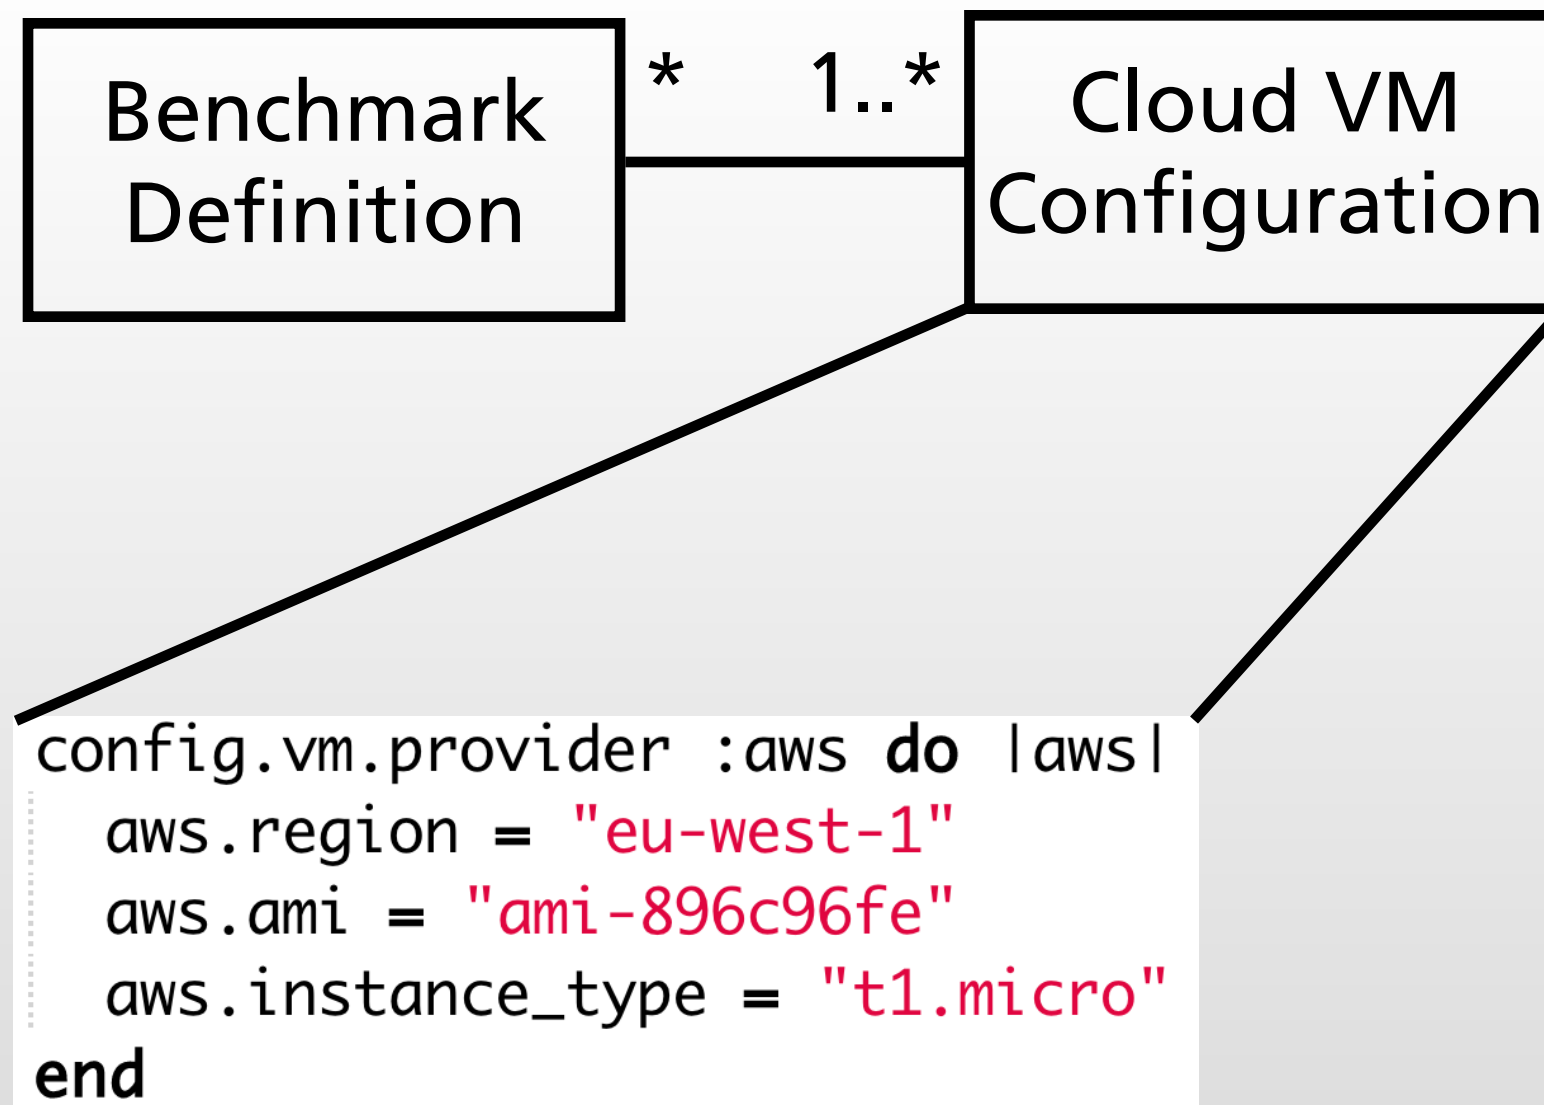 Benchmark
Definition
* 1..*
Cloud VM
Configuration
config.vm.provider :aws do |aws|
  aws.region = "eu-west-1"
  aws.ami = "ami-896c96fe"
  aws.instance_type = "t1.micro"
end